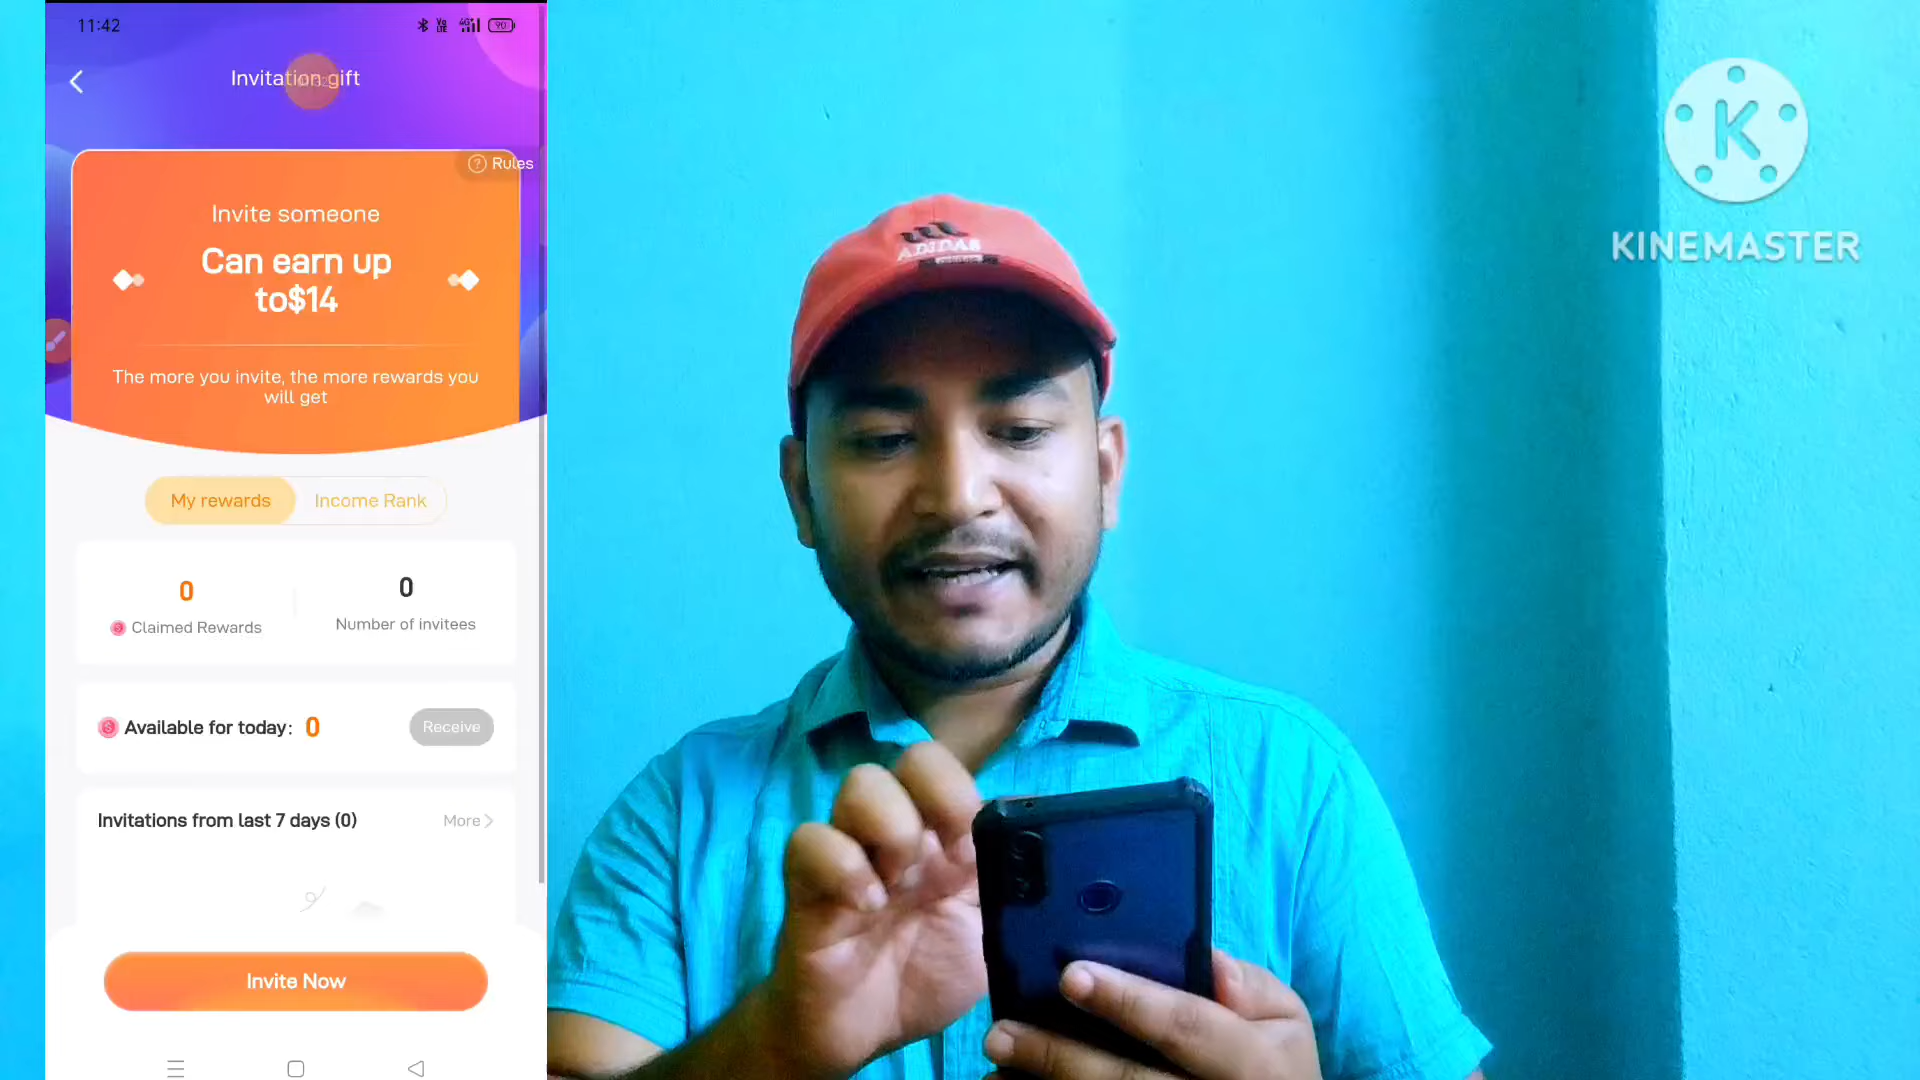 11:42
90
Invitation gift
Rules
Invite someone
Can earn up
to$14
The more you invite, the more rewards you
will get
My rewards
Income Rank
0
Claimed Rewards
0
Number of invitees
Available for today: 0
Receive
Invitations from last 7 days (0)
More
Invite Now
ADIDAS
K
KINEMASTER